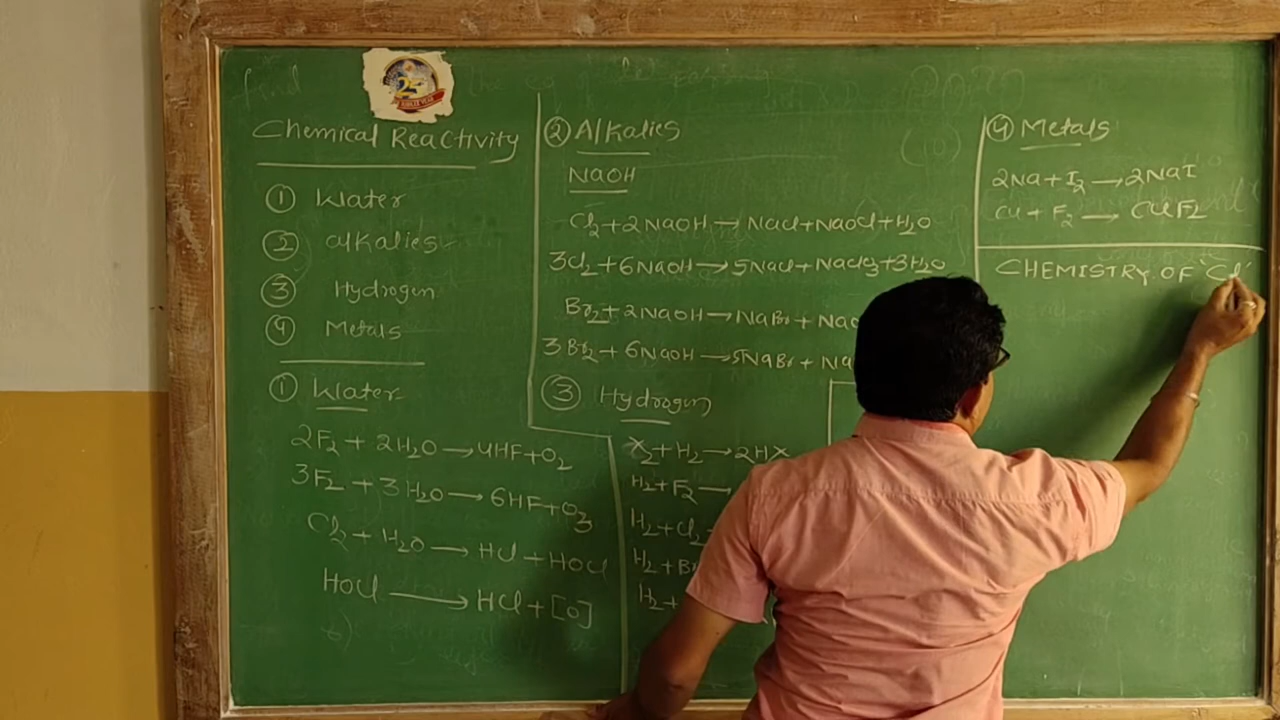 Chemical Reactivity
① Water
② alkalies
③ Hydrogen
④ Metals
① Water
2F₂ + 2H₂O → 4HF + O₂
3F₂ + 3H₂O → 6HF + O₃
Cl₂ + H₂O → HCl + HOCl
HOCl → HCl + [O]
② Alkalies
NaOH
Cl₂ + 2NaOH → NaCl + NaOCl + H₂O
3Cl₂ + 6NaOH → 5NaCl + NaClO₃ + 3H₂O
Br₂ + 2NaOH → NaBr + NaO
3Br₂ + 6NaOH → 5NaBr + Na
③ Hydrogen
X₂ + H₂ → 2HX
H₂ + F₂ →
H₂ + Cl₂
H₂ + Br
H₂ +
④ Metals
2Na + I₂ → 2NaI
Cu + F₂ → CuF₂
CHEMISTRY OF 'Cl'